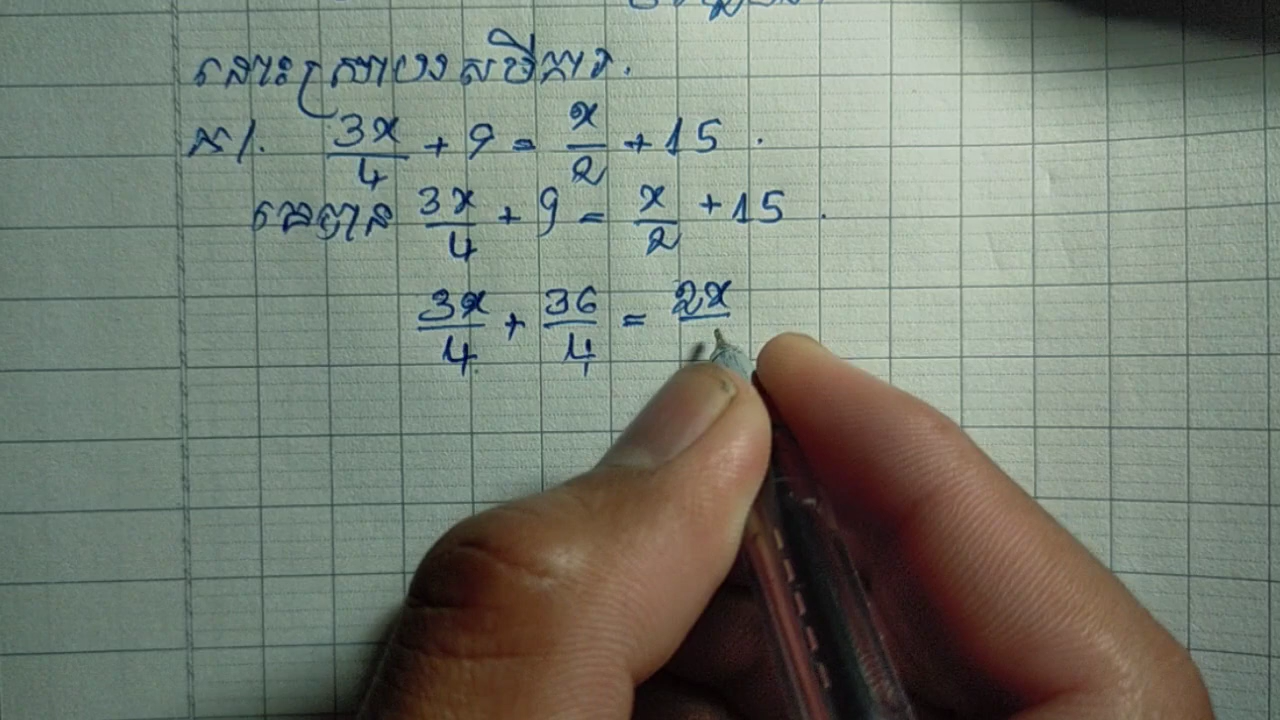 ដោះស្រាយសមីការ.
ក/. 3x/4 + 9 = x/2 + 15 .
គេបាន 3x/4 + 9 = x/2 + 15 .
3x/4 + 36/4 = 2x